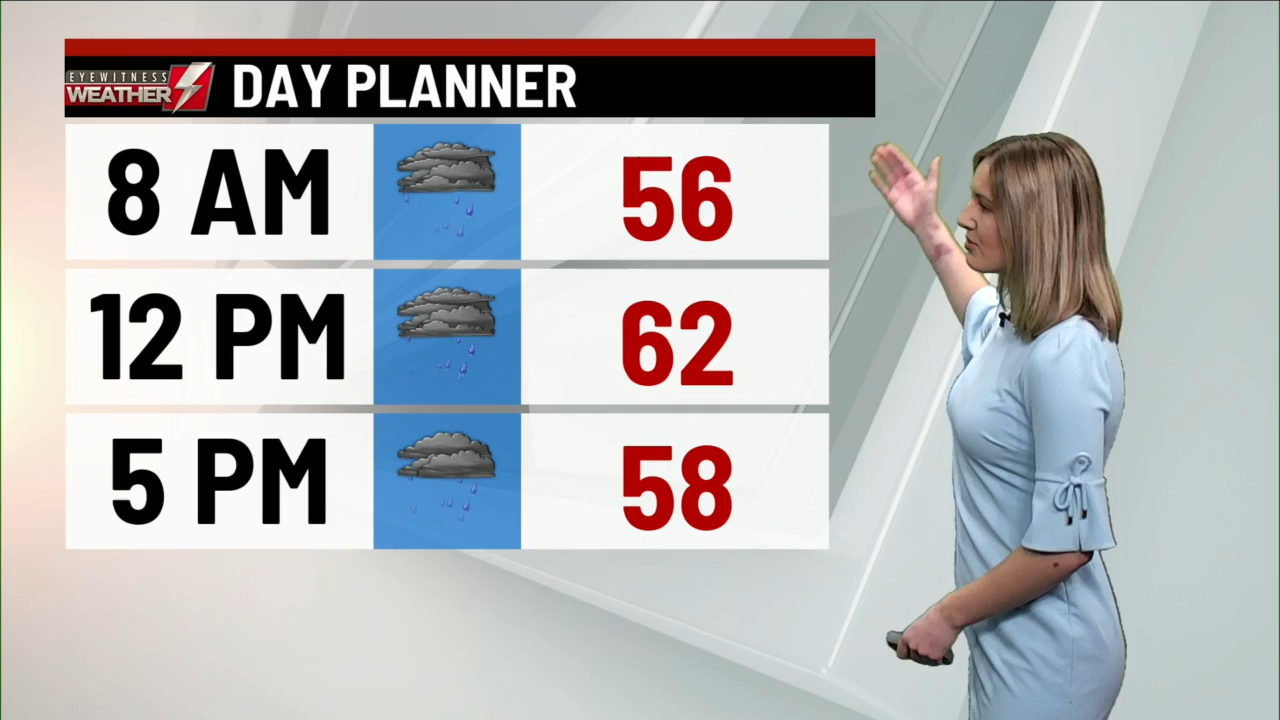 EYEWITNESS
WEATHER
DAY PLANNER
8 AM 56
12 PM 62
5 PM 58